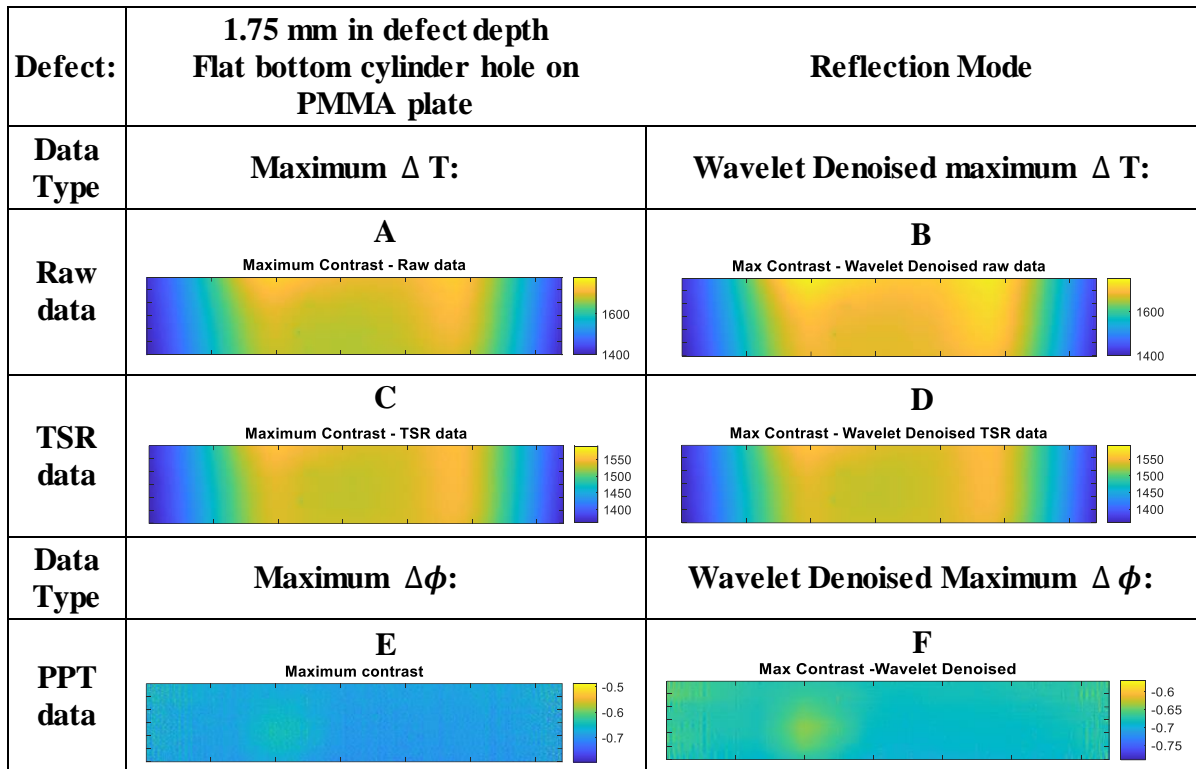 Defect:
1.75 mm in defect depth
Flat bottom cylinder hole on
PMMA plate
Reflection Mode
Data
Type
Maximum Δ T:
Wavelet Denoised maximum Δ T:
Raw
data
A
Maximum Contrast - Raw data
1600
1400
B
Max Contrast - Wavelet Denoised raw data
1600
1400
TSR
data
C
Maximum Contrast - TSR data
1550
1500
1450
1400
D
Max Contrast - Wavelet Denoised TSR data
1550
1500
1450
1400
Data
Type
Maximum Δϕ:
Wavelet Denoised Maximum Δ ϕ:
PPT
data
E
Maximum contrast
-0.5
-0.6
-0.7
F
Max Contrast -Wavelet Denoised
-0.6
-0.65
-0.7
-0.75